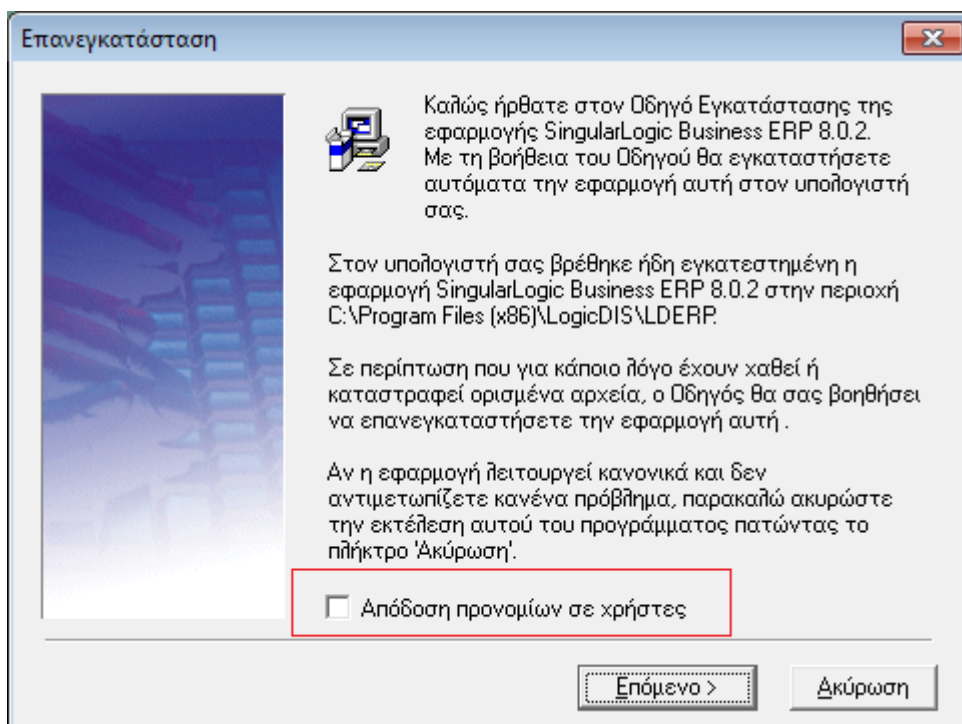 Επανεγκατάσταση
Καλώς ήρθατε στον Οδηγό Εγκατάστασης της
εφαρμογής SingularLogic Business ERP 8.0.2.
Με τη βοήθεια του Οδηγού θα εγκαταστήσετε
αυτόματα την εφαρμογή αυτή στον υπολογιστή
σας.
Στον υπολογιστή σας βρέθηκε ήδη εγκατεστημένη η
εφαρμογή SingularLogic Business ERP 8.0.2 στην περιοχή
C:\Program Files (x86)\LogicDIS\LDERP.
Σε περίπτωση που για κάποιο λόγο έχουν χαθεί ή
καταστραφεί ορισμένα αρχεία, ο Οδηγός θα σας βοηθήσει
να επανεγκαταστήσετε την εφαρμογή αυτή .
Αν η εφαρμογή λειτουργεί κανονικά και δεν
αντιμετωπίζετε κανένα πρόβλημα, παρακαλώ ακυρώστε
την εκτέλεση αυτού του προγράμματος πατώντας το
πλήκτρο 'Ακύρωση'.
Απόδοση προνομίων σε χρήστες
Επόμενο > Ακύρωση